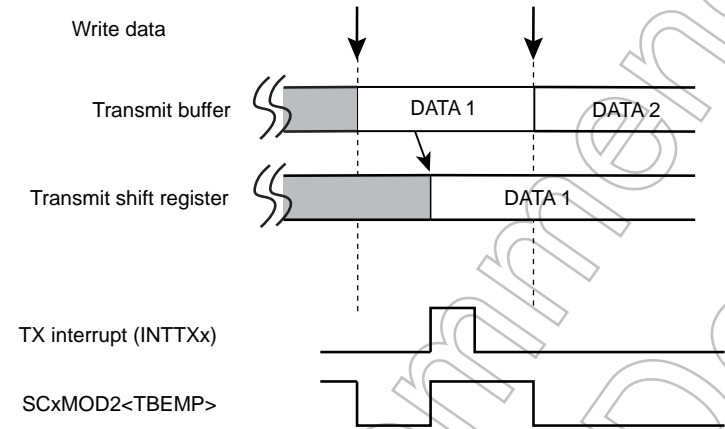 Write data
Transmit buffer
DATA 1
DATA 2
Transmit shift register
DATA 1
TX interrupt (INTTXx)
SCxMOD2<TBEMP>